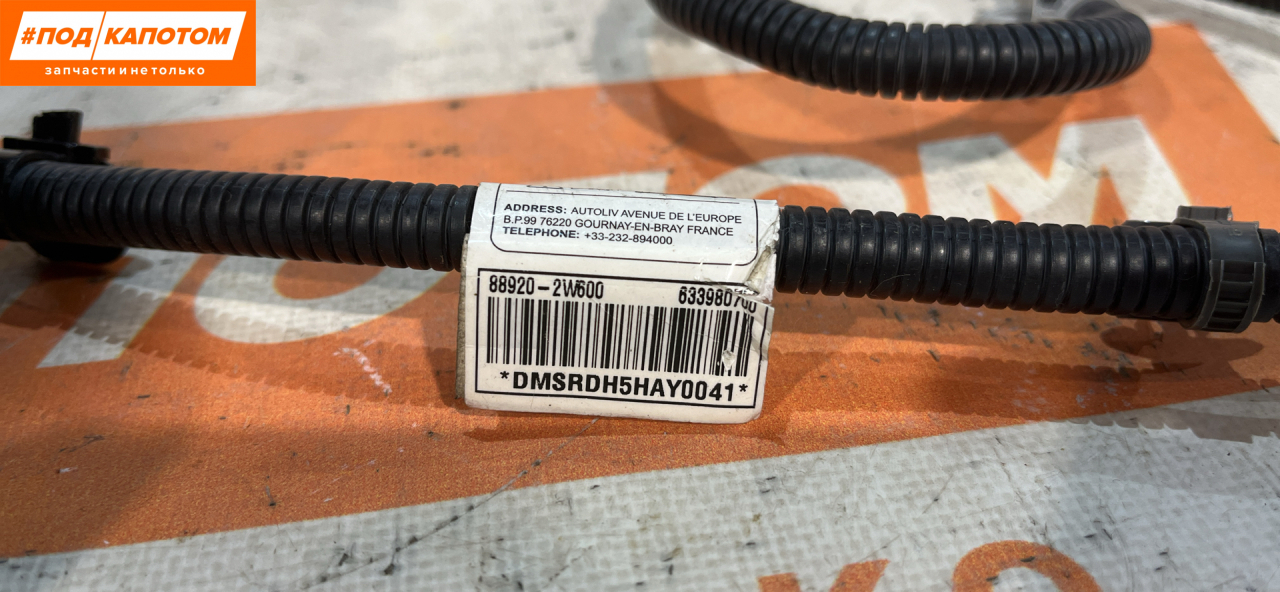 #ПОД/КАПОТОМ
запчасти и не только
ADDRESS: AUTOLIV AVENUE DE L'EUROPE
B.P.99 76220 GOURNAY-EN-BRAY FRANCE
TELEPHONE: +33-232-894000
88920-2W600
*DMSRDH5HAY0041*